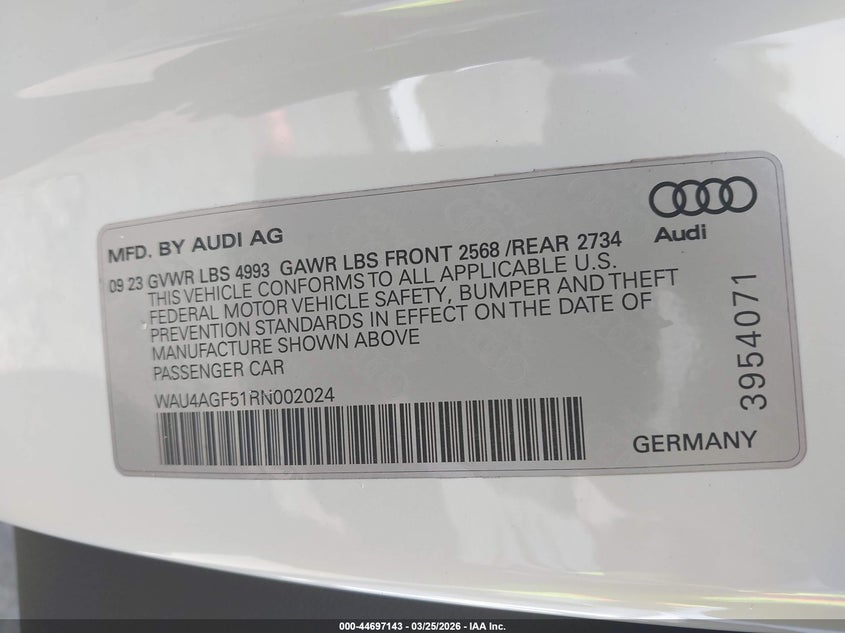 MFD. BY AUDI AG
09 23 GVWR LBS 4993 GAWR LBS FRONT 2568 /REAR 2734
THIS VEHICLE CONFORMS TO ALL APPLICABLE U.S.
FEDERAL MOTOR VEHICLE SAFETY, BUMPER AND THEFT
PREVENTION STANDARDS IN EFFECT ON THE DATE OF
MANUFACTURE SHOWN ABOVE
PASSENGER CAR
WAU4AGF51RN002024
Audi
3954071
GERMANY
000-44697143 - 03/25/2026 - IAA Inc.